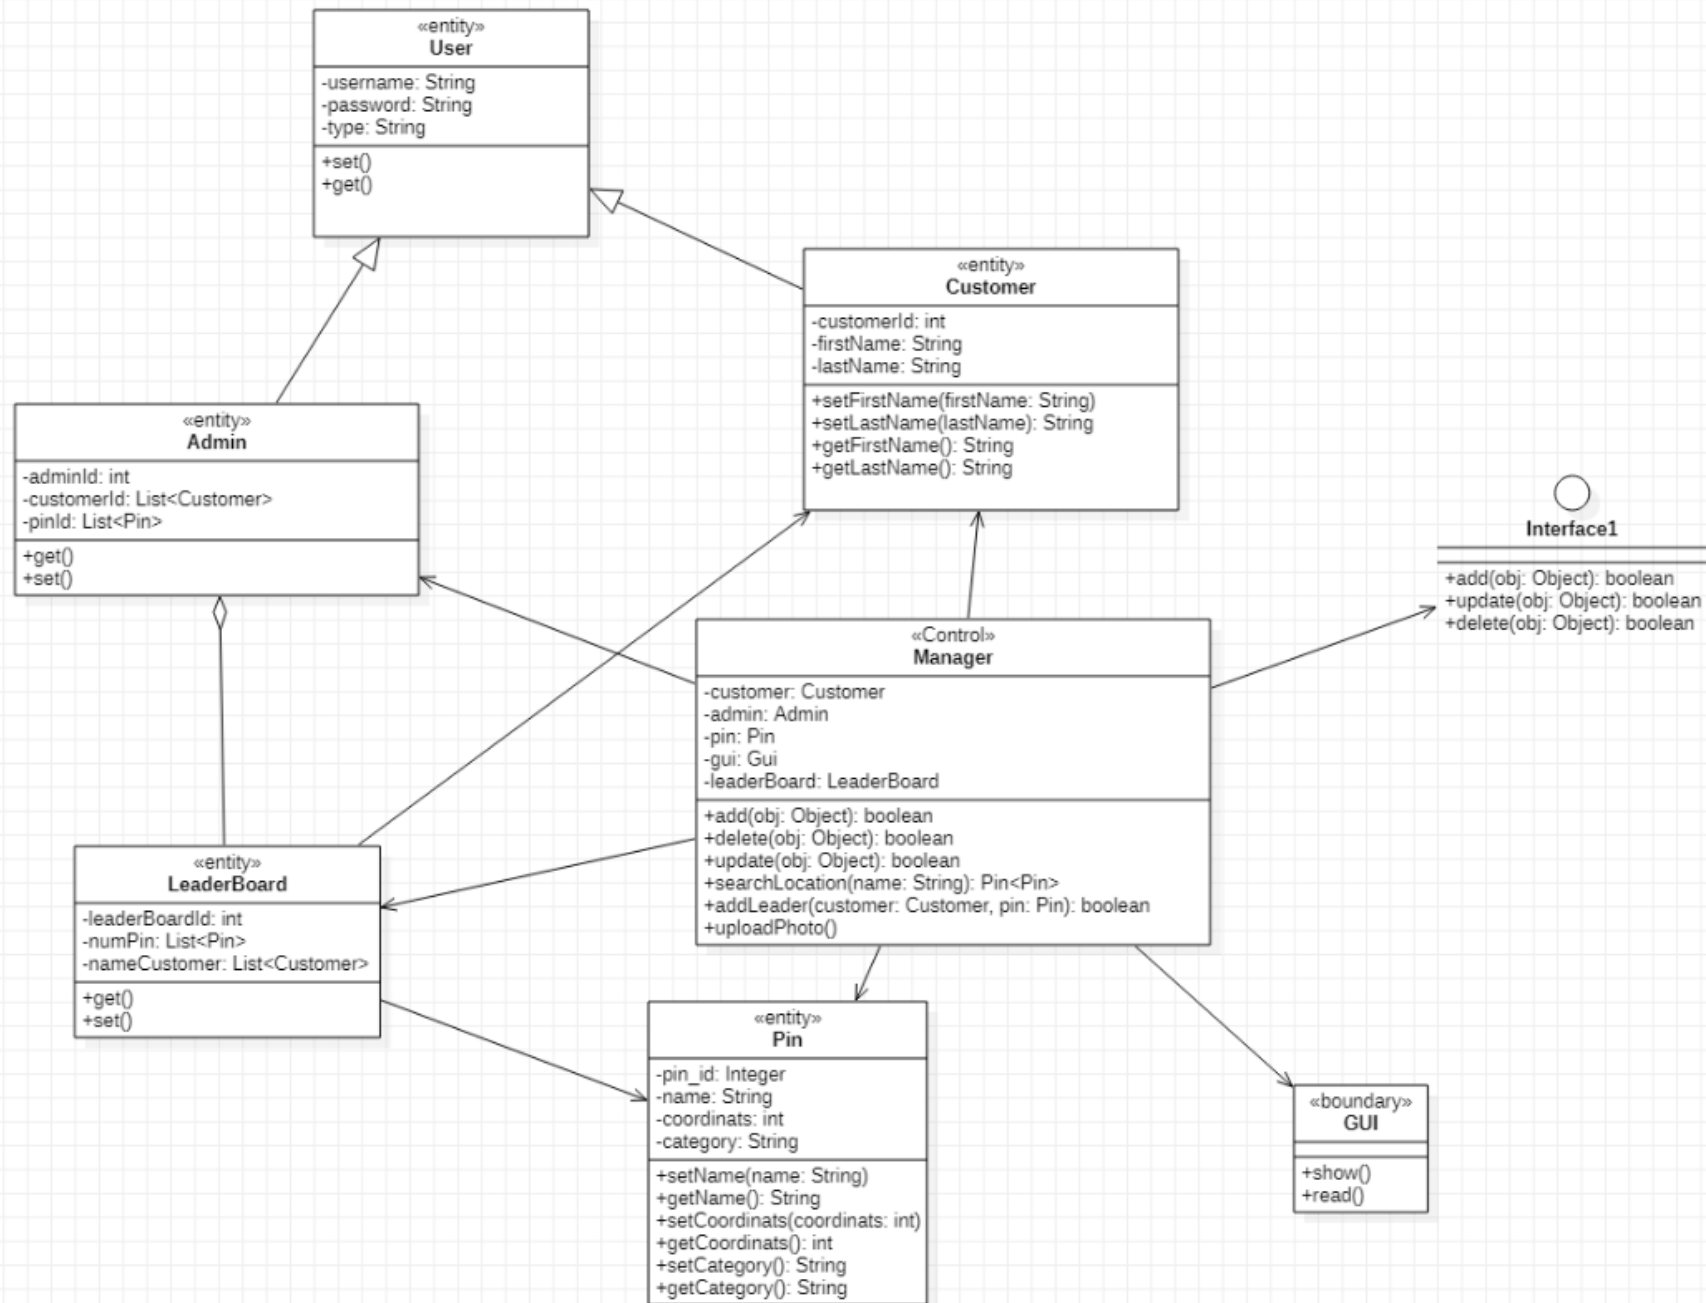 «entity»
User
-username: String
-password: String
-type: String
+set()
+get()
«entity»
Customer
-customerId: int
-firstName: String
-lastName: String
+setFirstName(firstName: String)
+setLastName(lastName): String
+getFirstName(): String
+getLastName(): String
«entity»
Admin
-adminId: int
-customerId: List<Customer>
-pinId: List<Pin>
+get()
+set()
Interface1
+add(obj: Object): boolean
+update(obj: Object): boolean
+delete(obj: Object): boolean
«Control»
Manager
-customer: Customer
-admin: Admin
-pin: Pin
-gui: Gui
-leaderBoard: LeaderBoard
+add(obj: Object): boolean
+delete(obj: Object): boolean
+update(obj: Object): boolean
+searchLocation(name: String): Pin<Pin>
+addLeader(customer: Customer, pin: Pin): boolean
+uploadPhoto()
«entity»
LeaderBoard
-leaderBoardId: int
-numPin: List<Pin>
-nameCustomer: List<Customer>
+get()
+set()
«entity»
Pin
-pin_id: Integer
-name: String
-coordinats: int
-category: String
+setName(name: String)
+getName(): String
+setCoordinats(coordinats: int)
+getCoordinats(): int
+setCategory(): String
+getCategory(): String
«boundary»
GUI
+show()
+read()